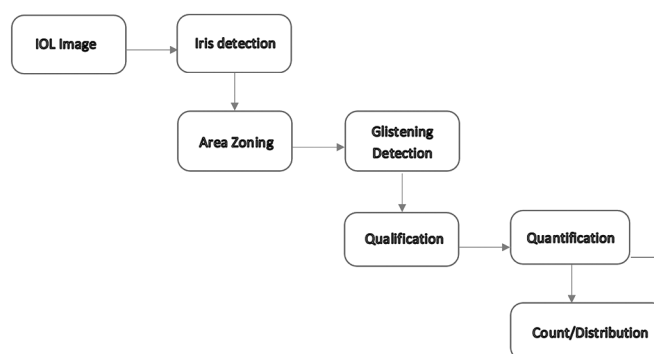 IOL Image
Iris detection
Area Zoning
Glistening
Detection
Qualification
Quantification
Count/Distribution